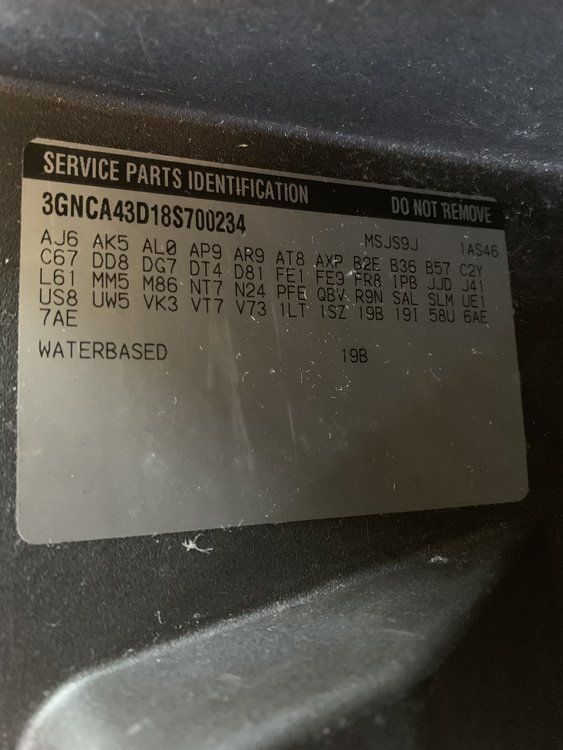 SERVICE PARTS IDENTIFICATION DO NOT REMOVE
3GNCA43D18S700234 MSJS9J 1AS46
AJ6 AK5 AL0 AP9 AR9 AT8 AXP B2E B36 B57 C2Y
C67 DD8 DG7 DT4 D81 FE1 FE9 FR8 IPB JJD J41
L61 MM5 M86 NT7 N24 PFE Q8V R9N SAL SLM UE1
US8 UW5 VK3 VT7 V73 1LT 1SZ 19B 19I 58U 6AE
7AE
WATERBASED 19B